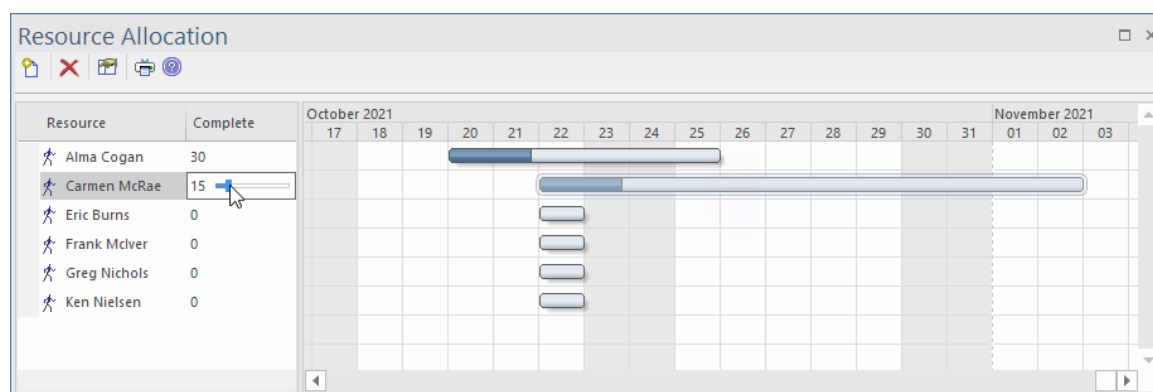 Resource Allocation
Resource Complete
October 2021 November 2021
17 18 19 20 21 22 23 24 25 26 27 28 29 30 31 01 02 03
Alma Cogan 30
Carmen McRae 15
Eric Burns 0
Frank McIver 0
Greg Nichols 0
Ken Nielsen 0